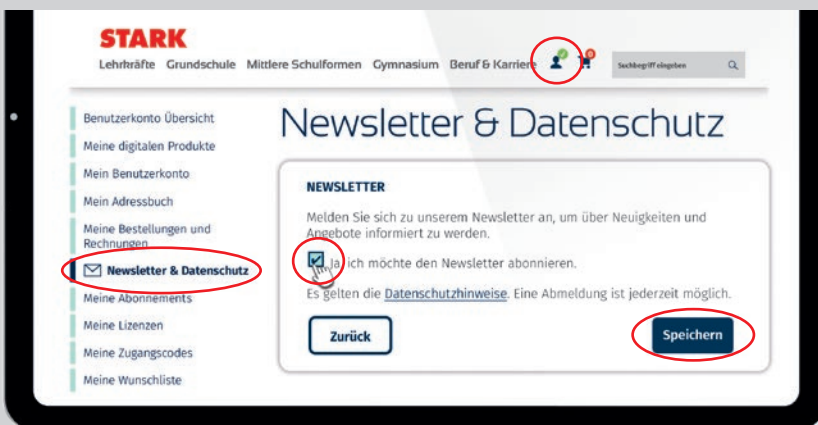 STARK
Lehrkräfte Grundschule Mittlere Schulformen Gymnasium Beruf & Karriere
0
Suchbegriff eingeben
Benutzerkonto Übersicht
Meine digitalen Produkte
Mein Benutzerkonto
Mein Adressbuch
Meine Bestellungen und
Rechnungen
Newsletter & Datenschutz
Meine Abonnements
Meine Lizenzen
Meine Zugangscodes
Meine Wunschliste
Newsletter & Datenschutz
NEWSLETTER
Melden Sie sich zu unserem Newsletter an, um über Neuigkeiten und
Angebote informiert zu werden.
Ja, ich möchte den Newsletter abonnieren.
Es gelten die Datenschutzhinweise. Eine Abmeldung ist jederzeit möglich.
Zurück
Speichern